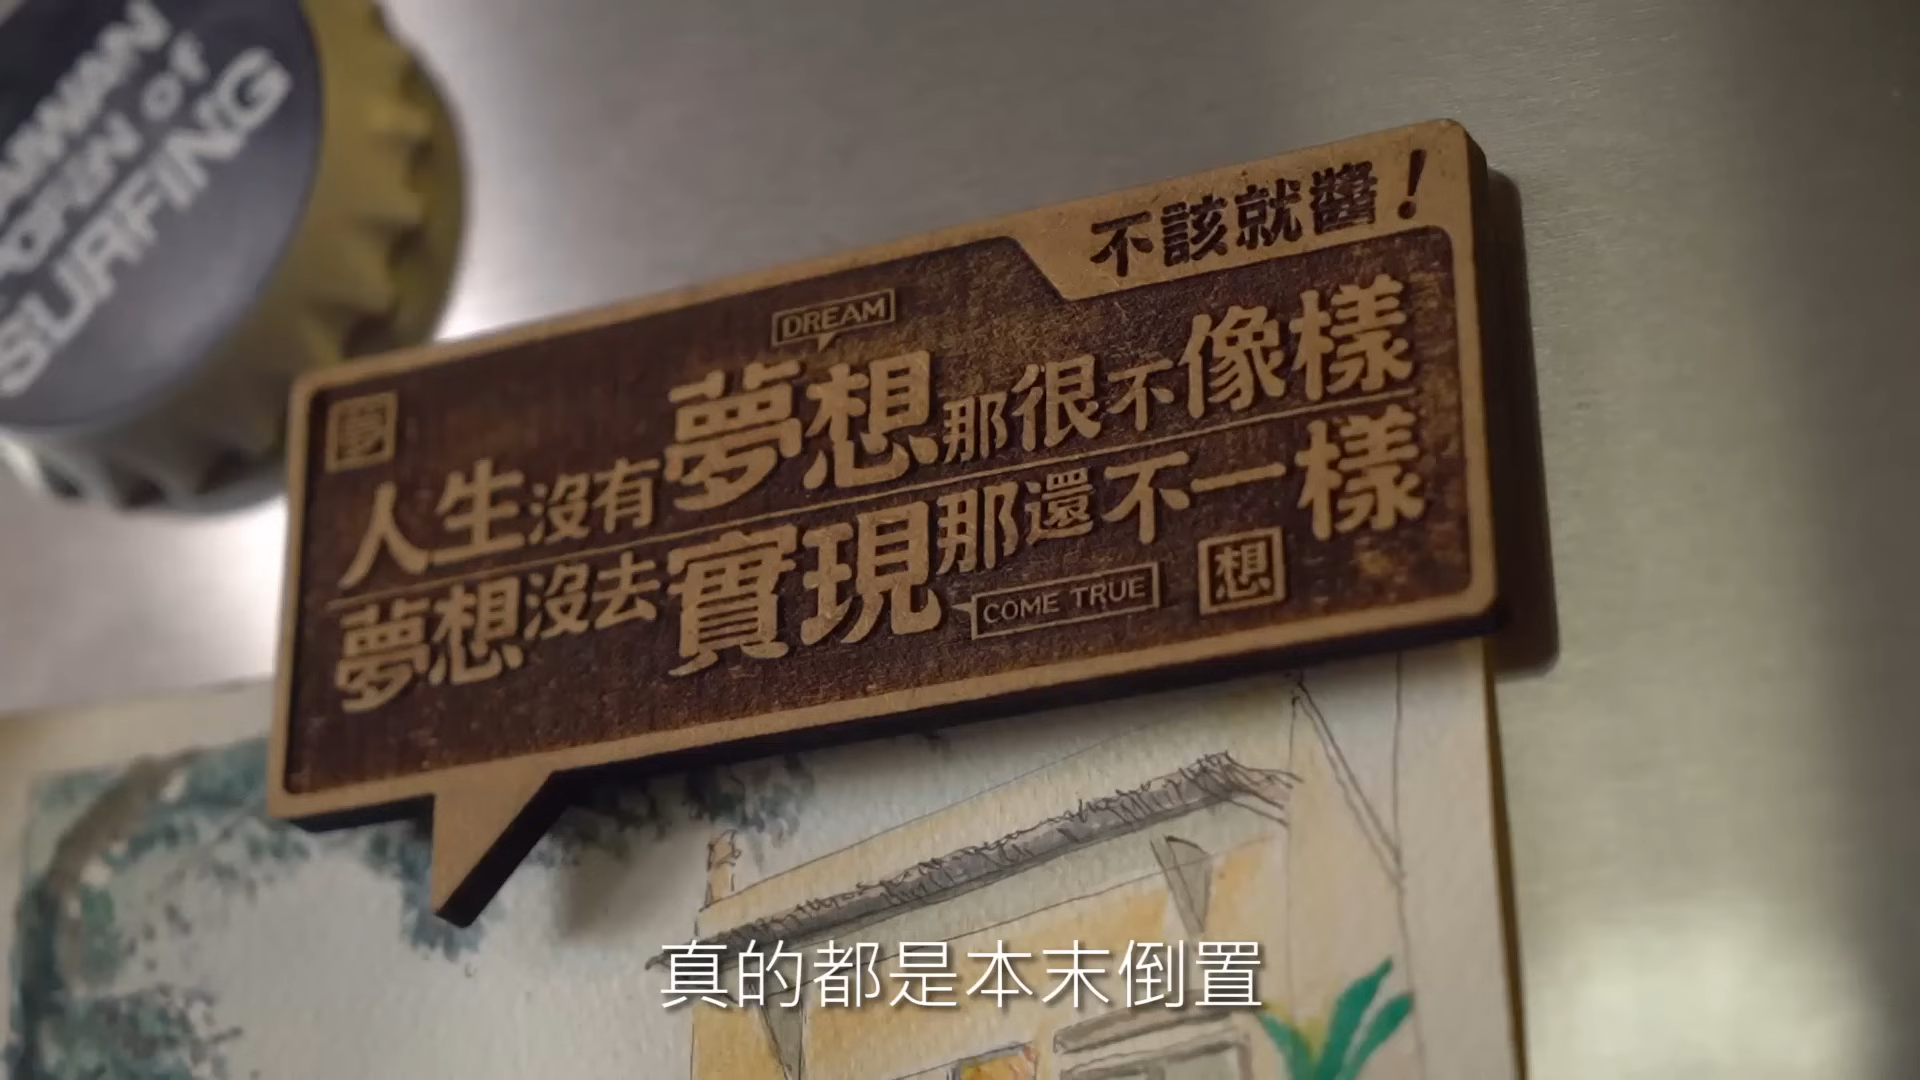 SURFING
不該就醬！
DREAM
夢
人生沒有夢想那很不像樣
夢想沒去實現那還不一樣
COME TRUE
想
真的都是本末倒置